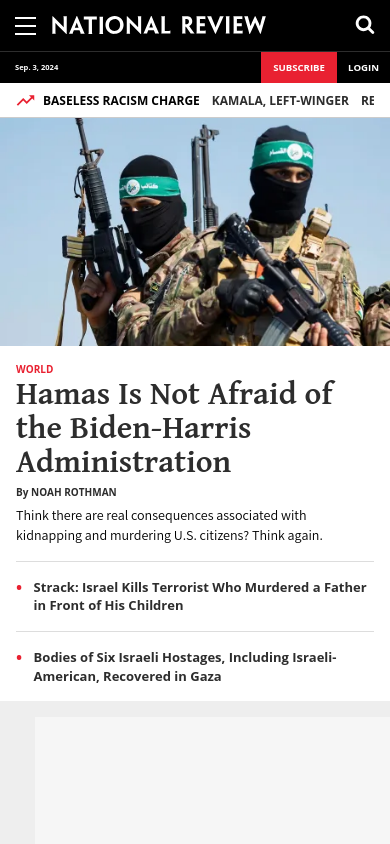 NATIONAL REVIEW
Sep. 3, 2024
SUBSCRIBE
LOGIN
BASELESS RACISM CHARGE KAMALA, LEFT-WINGER RE
WORLD
Hamas Is Not Afraid of
the Biden-Harris
Administration
By NOAH ROTHMAN
Think there are real consequences associated with
kidnapping and murdering U.S. citizens? Think again.
Strack: Israel Kills Terrorist Who Murdered a Father
in Front of His Children
Bodies of Six Israeli Hostages, Including Israeli-
American, Recovered in Gaza